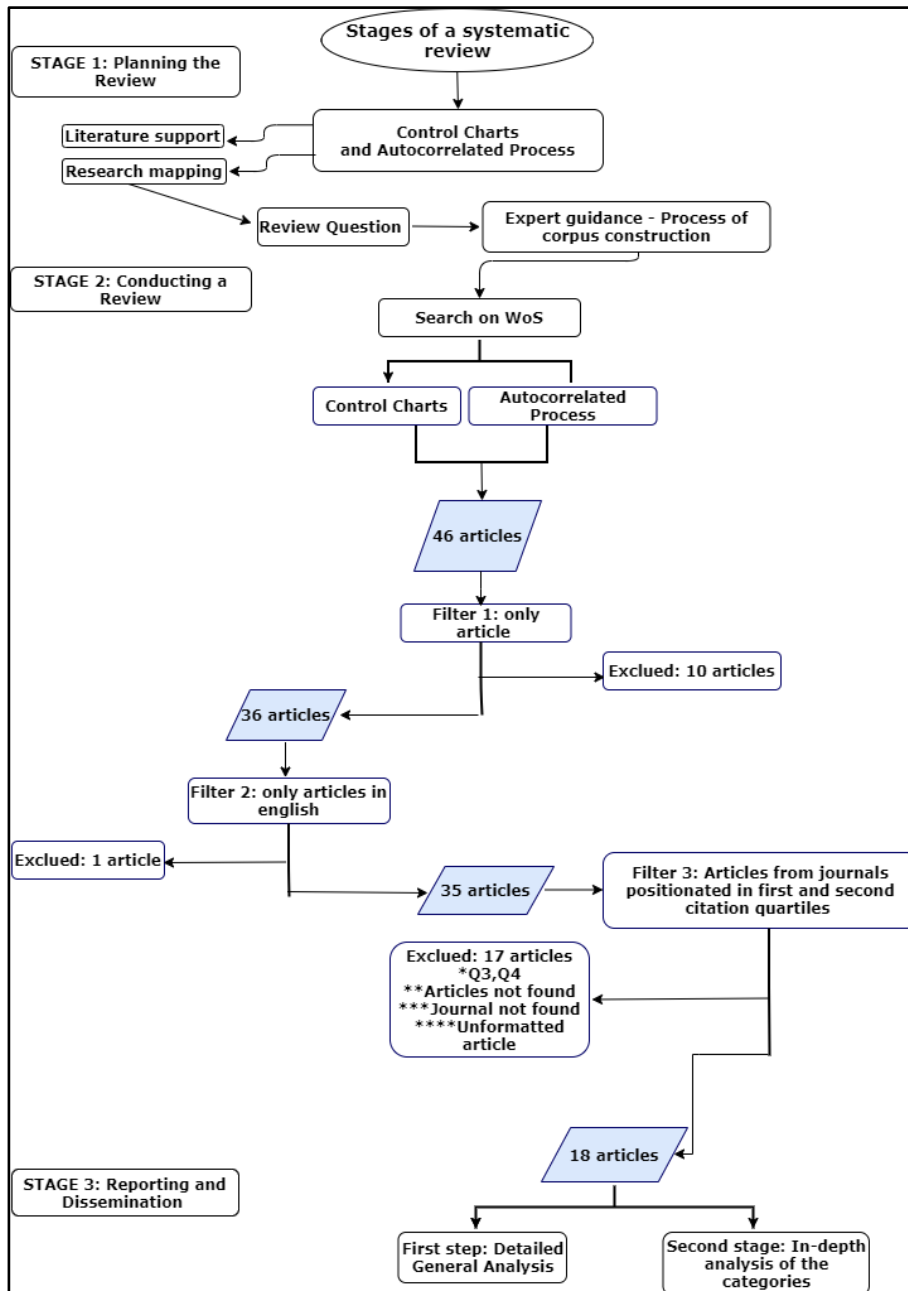 Stages of a systematic
review
STAGE 1: Planning the
Review
Control Charts
and Autocorrelated Process
Literature support
Research mapping
Review Question
Expert guidance - Process of
corpus construction
STAGE 2: Conducting a
Review
Search on WoS
Control Charts
Autocorrelated
Process
46 articles
Filter 1: only
article
Exclued: 10 articles
36 articles
Filter 2: only articles in
english
Exclued: 1 article
35 articles
Filter 3: Articles from journals
positionated in first and second
citation quartiles
Exclued: 17 articles
*Q3,Q4
**Articles not found
***Journal not found
****Unformatted
article
18 articles
STAGE 3: Reporting and
Dissemination
First step: Detailed
General Analysis
Second stage: In-depth
analysis of the
categories